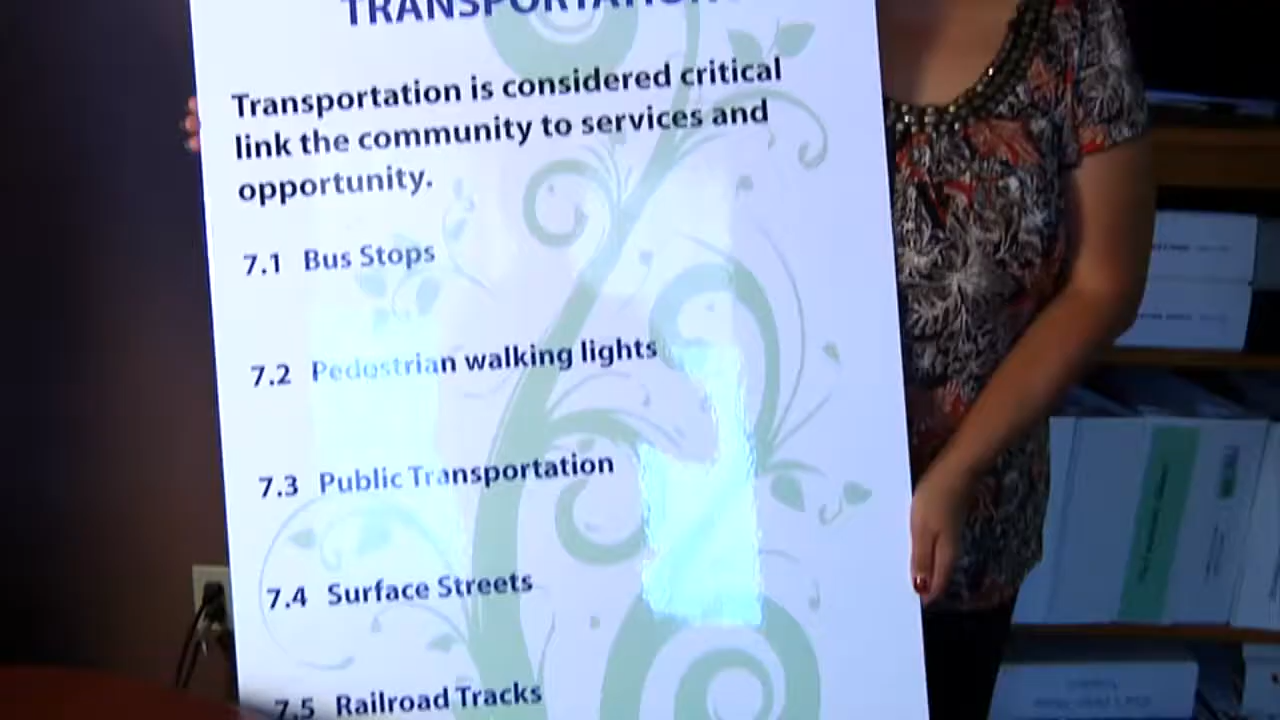 TRANSPORTATION
Transportation is considered critical
link the community to services and
opportunity.
7.1 Bus Stops
7.2 Pedestrian walking lights
7.3 Public Transportation
7.4 Surface Streets
7.5 Railroad Tracks